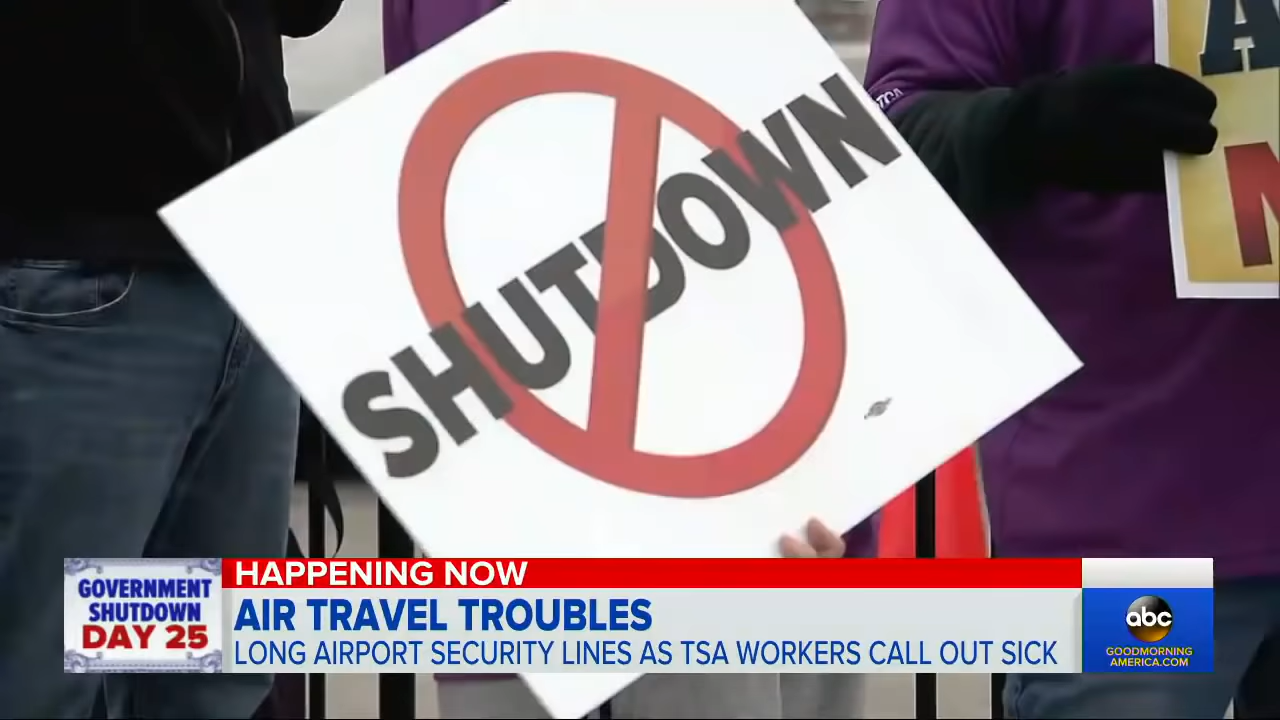 SHUTDOWN
GOVERNMENT
SHUTDOWN
DAY 25
HAPPENING NOW
AIR TRAVEL TROUBLES
LONG AIRPORT SECURITY LINES AS TSA WORKERS CALL OUT SICK
abc
GOODMORNING
AMERICA.COM